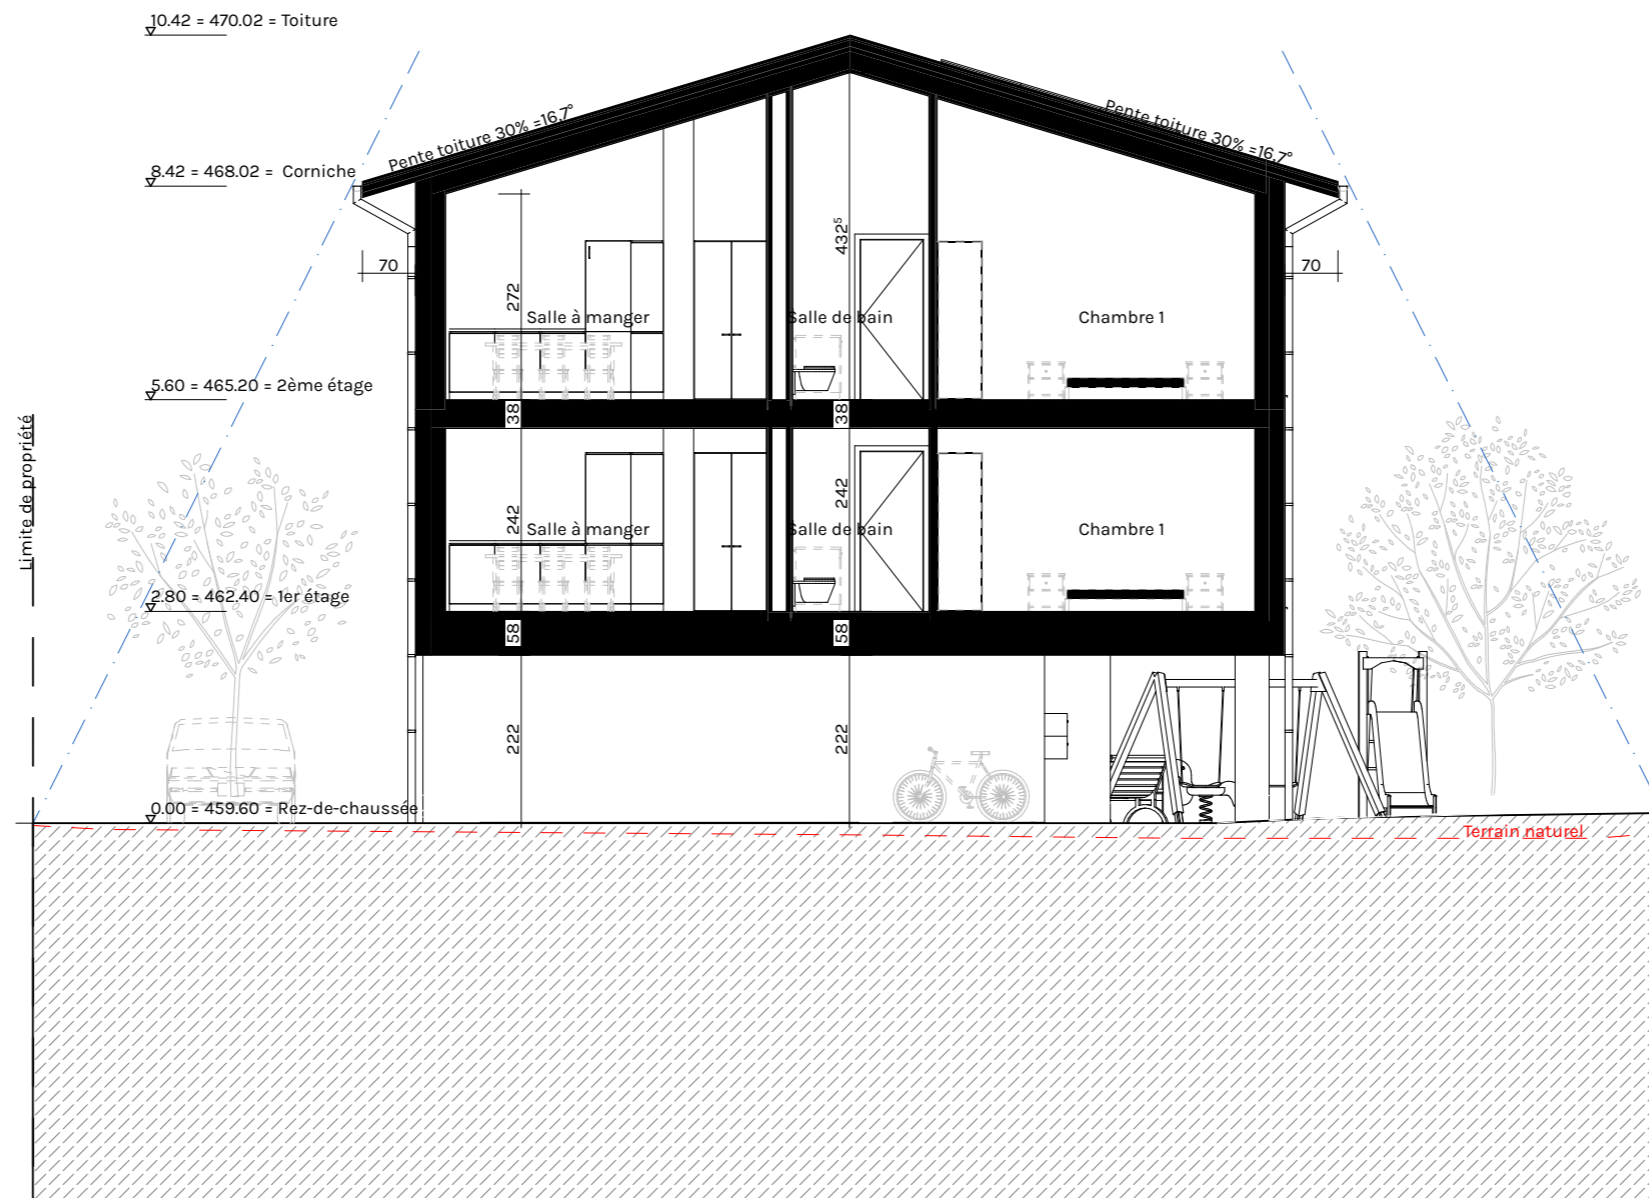 10.42 = 470.02 = Toiture
Pente toiture 30% =16,7°
Pente toiture 30% =16,7°
8.42 = 468.02 = Corniche
70
432⁵
70
272
Salle à manger
Salle de bain
Chambre 1
5.60 = 465.20 = 2ème étage
38
38
Limite de propriété
242
242
Salle à manger
Salle de bain
Chambre 1
2.80 = 462.40 = 1er étage
58
58
222
222
0.00 = 459.60 = Rez-de-chaussée
Terrain naturel